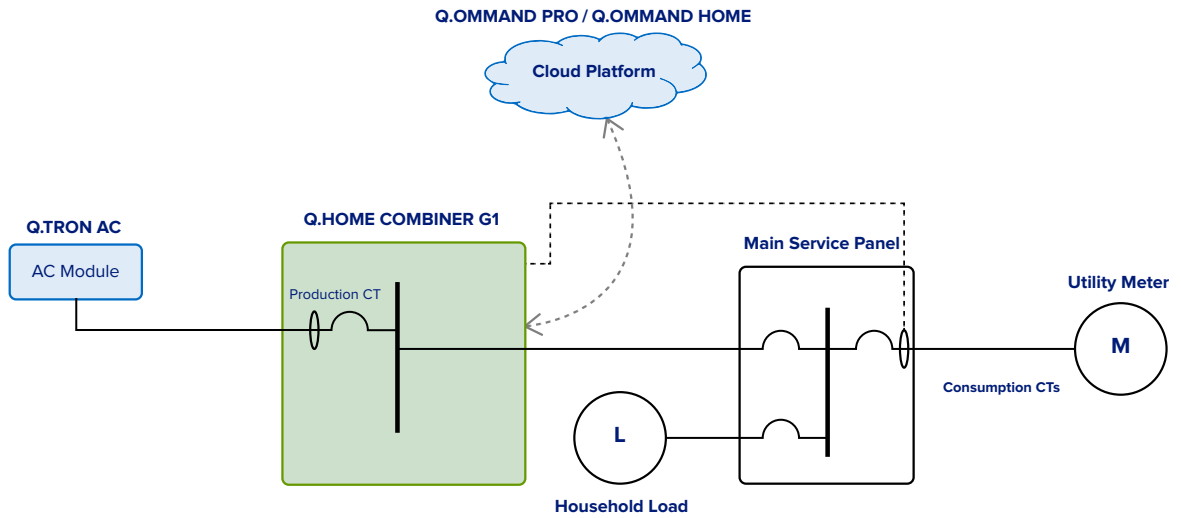 Q.OMMAND PRO / Q.OMMAND HOME
Cloud Platform
Q.TRON AC
AC Module
Q.HOME COMBINER G1
Production CT
Main Service Panel
Utility Meter
M
Consumption CTs
L
Household Load